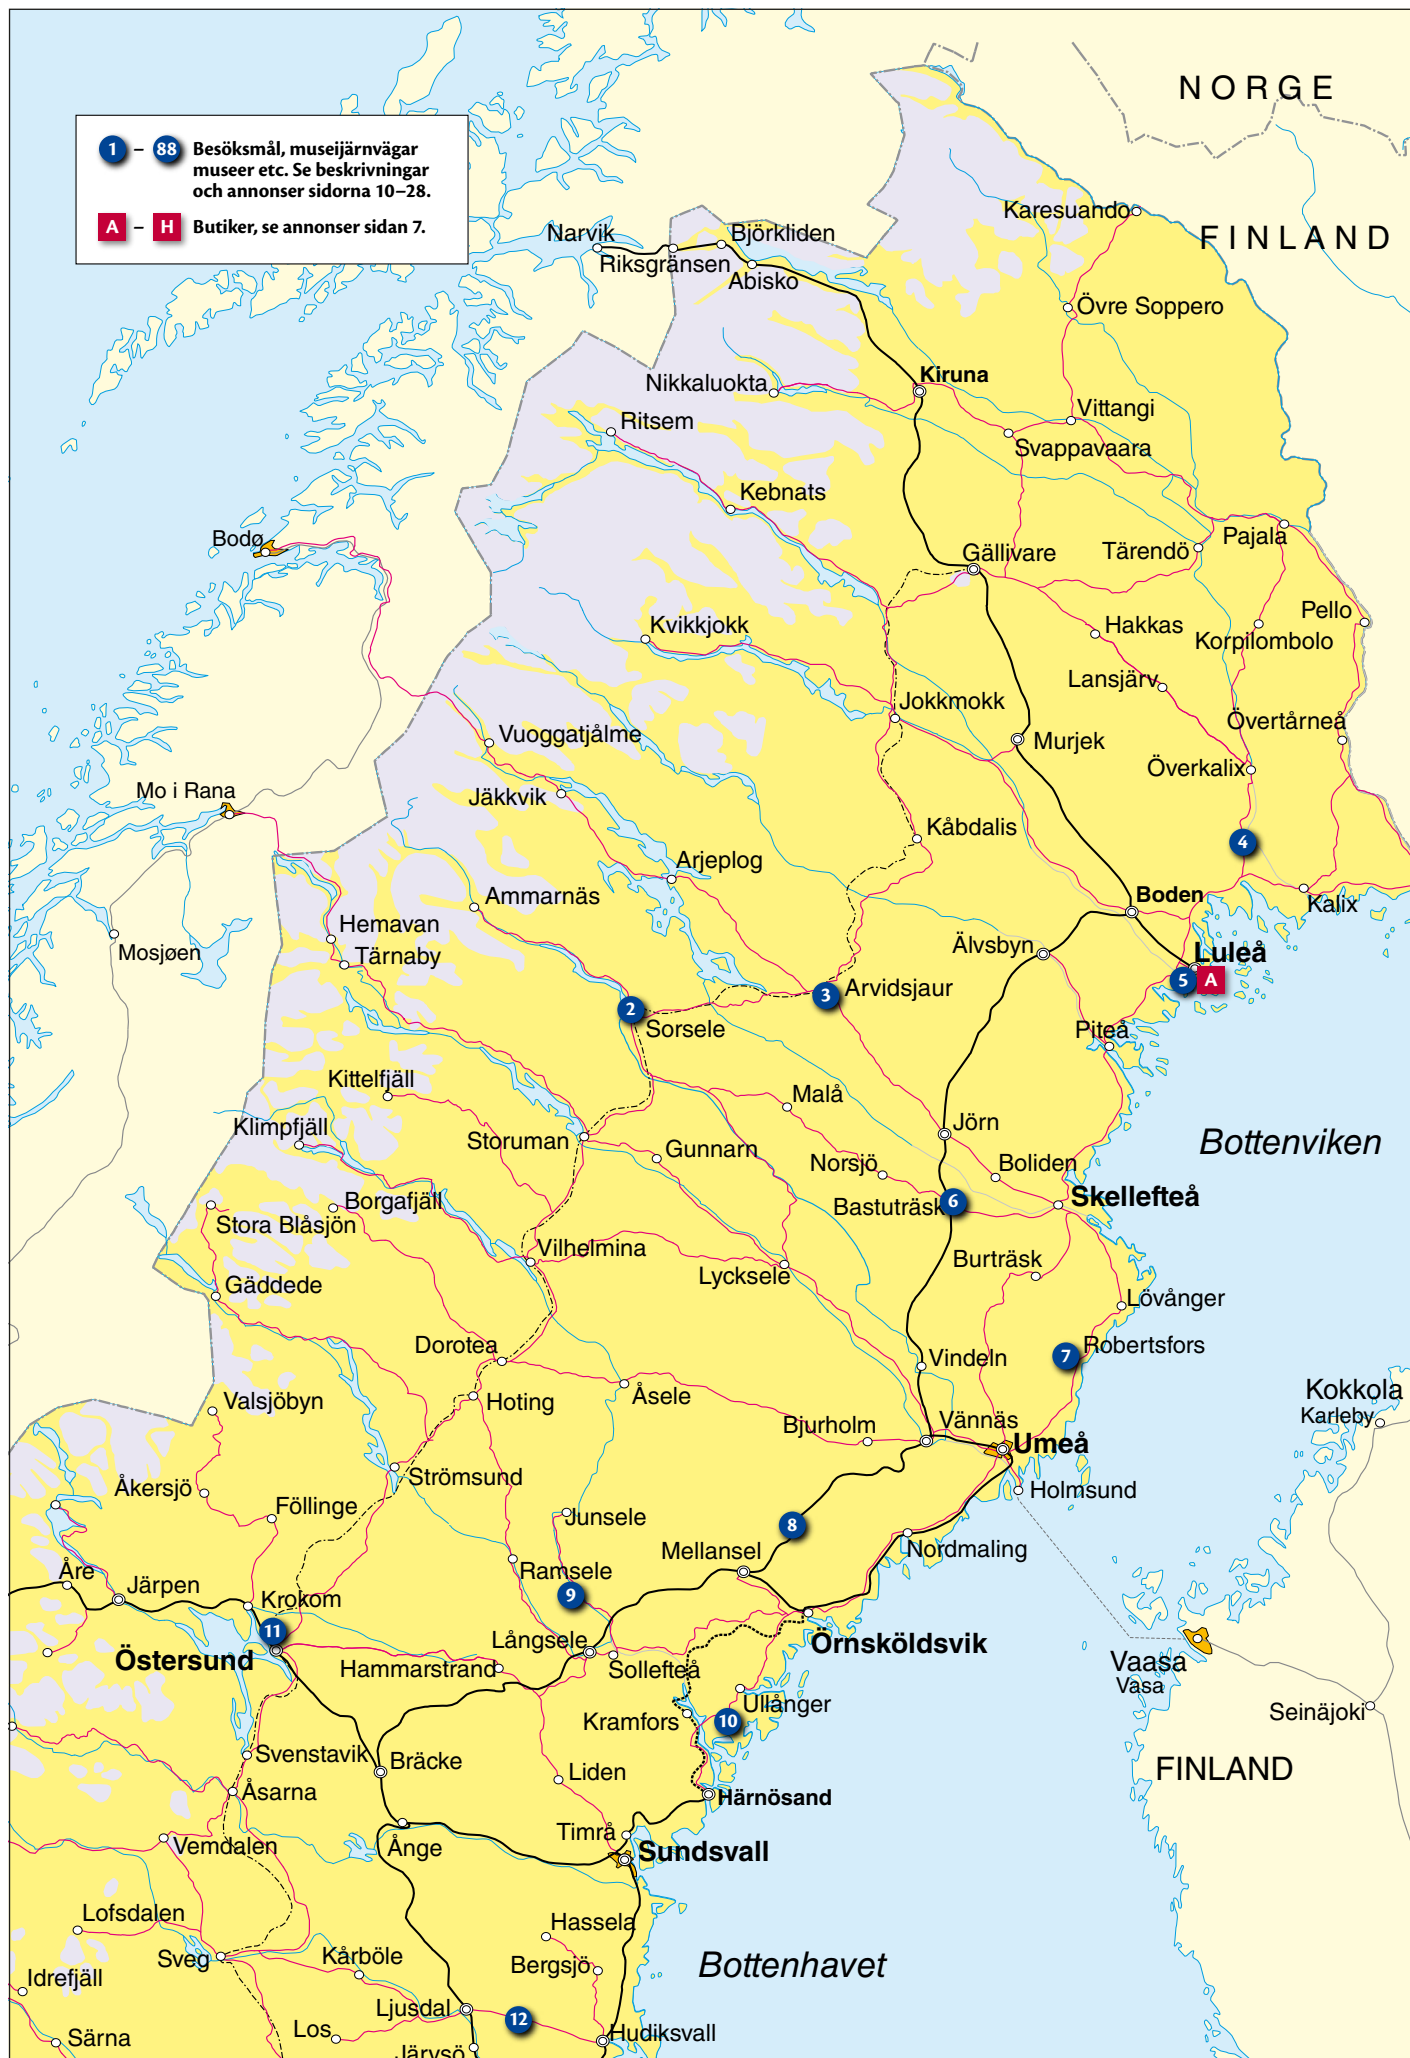 NORGE
1 – 88 Besöksmål, museijärnvägar
museer etc. Se beskrivningar
och annonser sidorna 10–28.
A – H Butiker, se annonser sidan 7.
Karesuando
FINLAND
Narvik
Björkliden
Riksgränsen
Abisko
Övre Soppero
Nikkaluokta
Kiruna
Ritsem
Vittangi
Svappavaara
Kebnats
Bodø
Gällivare
Tärendö
Pajala
Kvikkjokk
Hakkas
Pello
Korpilombolo
Lansjärv
Jokkmokk
Övertårneå
Vuoggatjålme
Murjek
Överkalix
Mo i Rana
Jäkkvik
Kåbdalis
4
Arjeplog
Ammarnäs
Boden
Kalix
Hemavan
Mosjøen
Tärnaby
Älvsbyn
Luleå
5 A
3 Arvidsjaur
2
Sorsele
Piteå
Kittelfjäll
Malå
Klimpfjäll
Storuman
Jörn
Bottenviken
Gunnarn
Norsjö
Boliden
Borgafjäll
Bastuträsk 6
Skellefteå
Stora Blåsjön
Vilhelmina
Burträsk
Lycksele
Gäddede
Lövånger
Dorotea
Vindeln
7 Robertsfors
Valsjöbyn
Hoting
Åsele
Kokkola
Karleby
Bjurholm
Vännäs
Umeå
Strömsund
Åkersjö
Föllinge
Holmsund
Junsele
8
Mellansel
Nordmaling
Åre
Järpen
Ramsele
9
Krokom
11
Östersund
Långsele
Örnsköldsvik
Hammarstrand
Sollefteå
Vaasa
Vasa
Ullånger
Kramfors
10
Seinäjoki
Svenstavik
Bräcke
FINLAND
Åsarna
Liden
Härnösand
Vemdalen
Ånge
Timrå
Sundsvall
Lofsdalen
Hassela
Sveg
Kårböle
Bergsjö
Bottenhavet
Idrefjäll
Ljusdal
12
Särna
Los
Hudiksvall
Järvsö